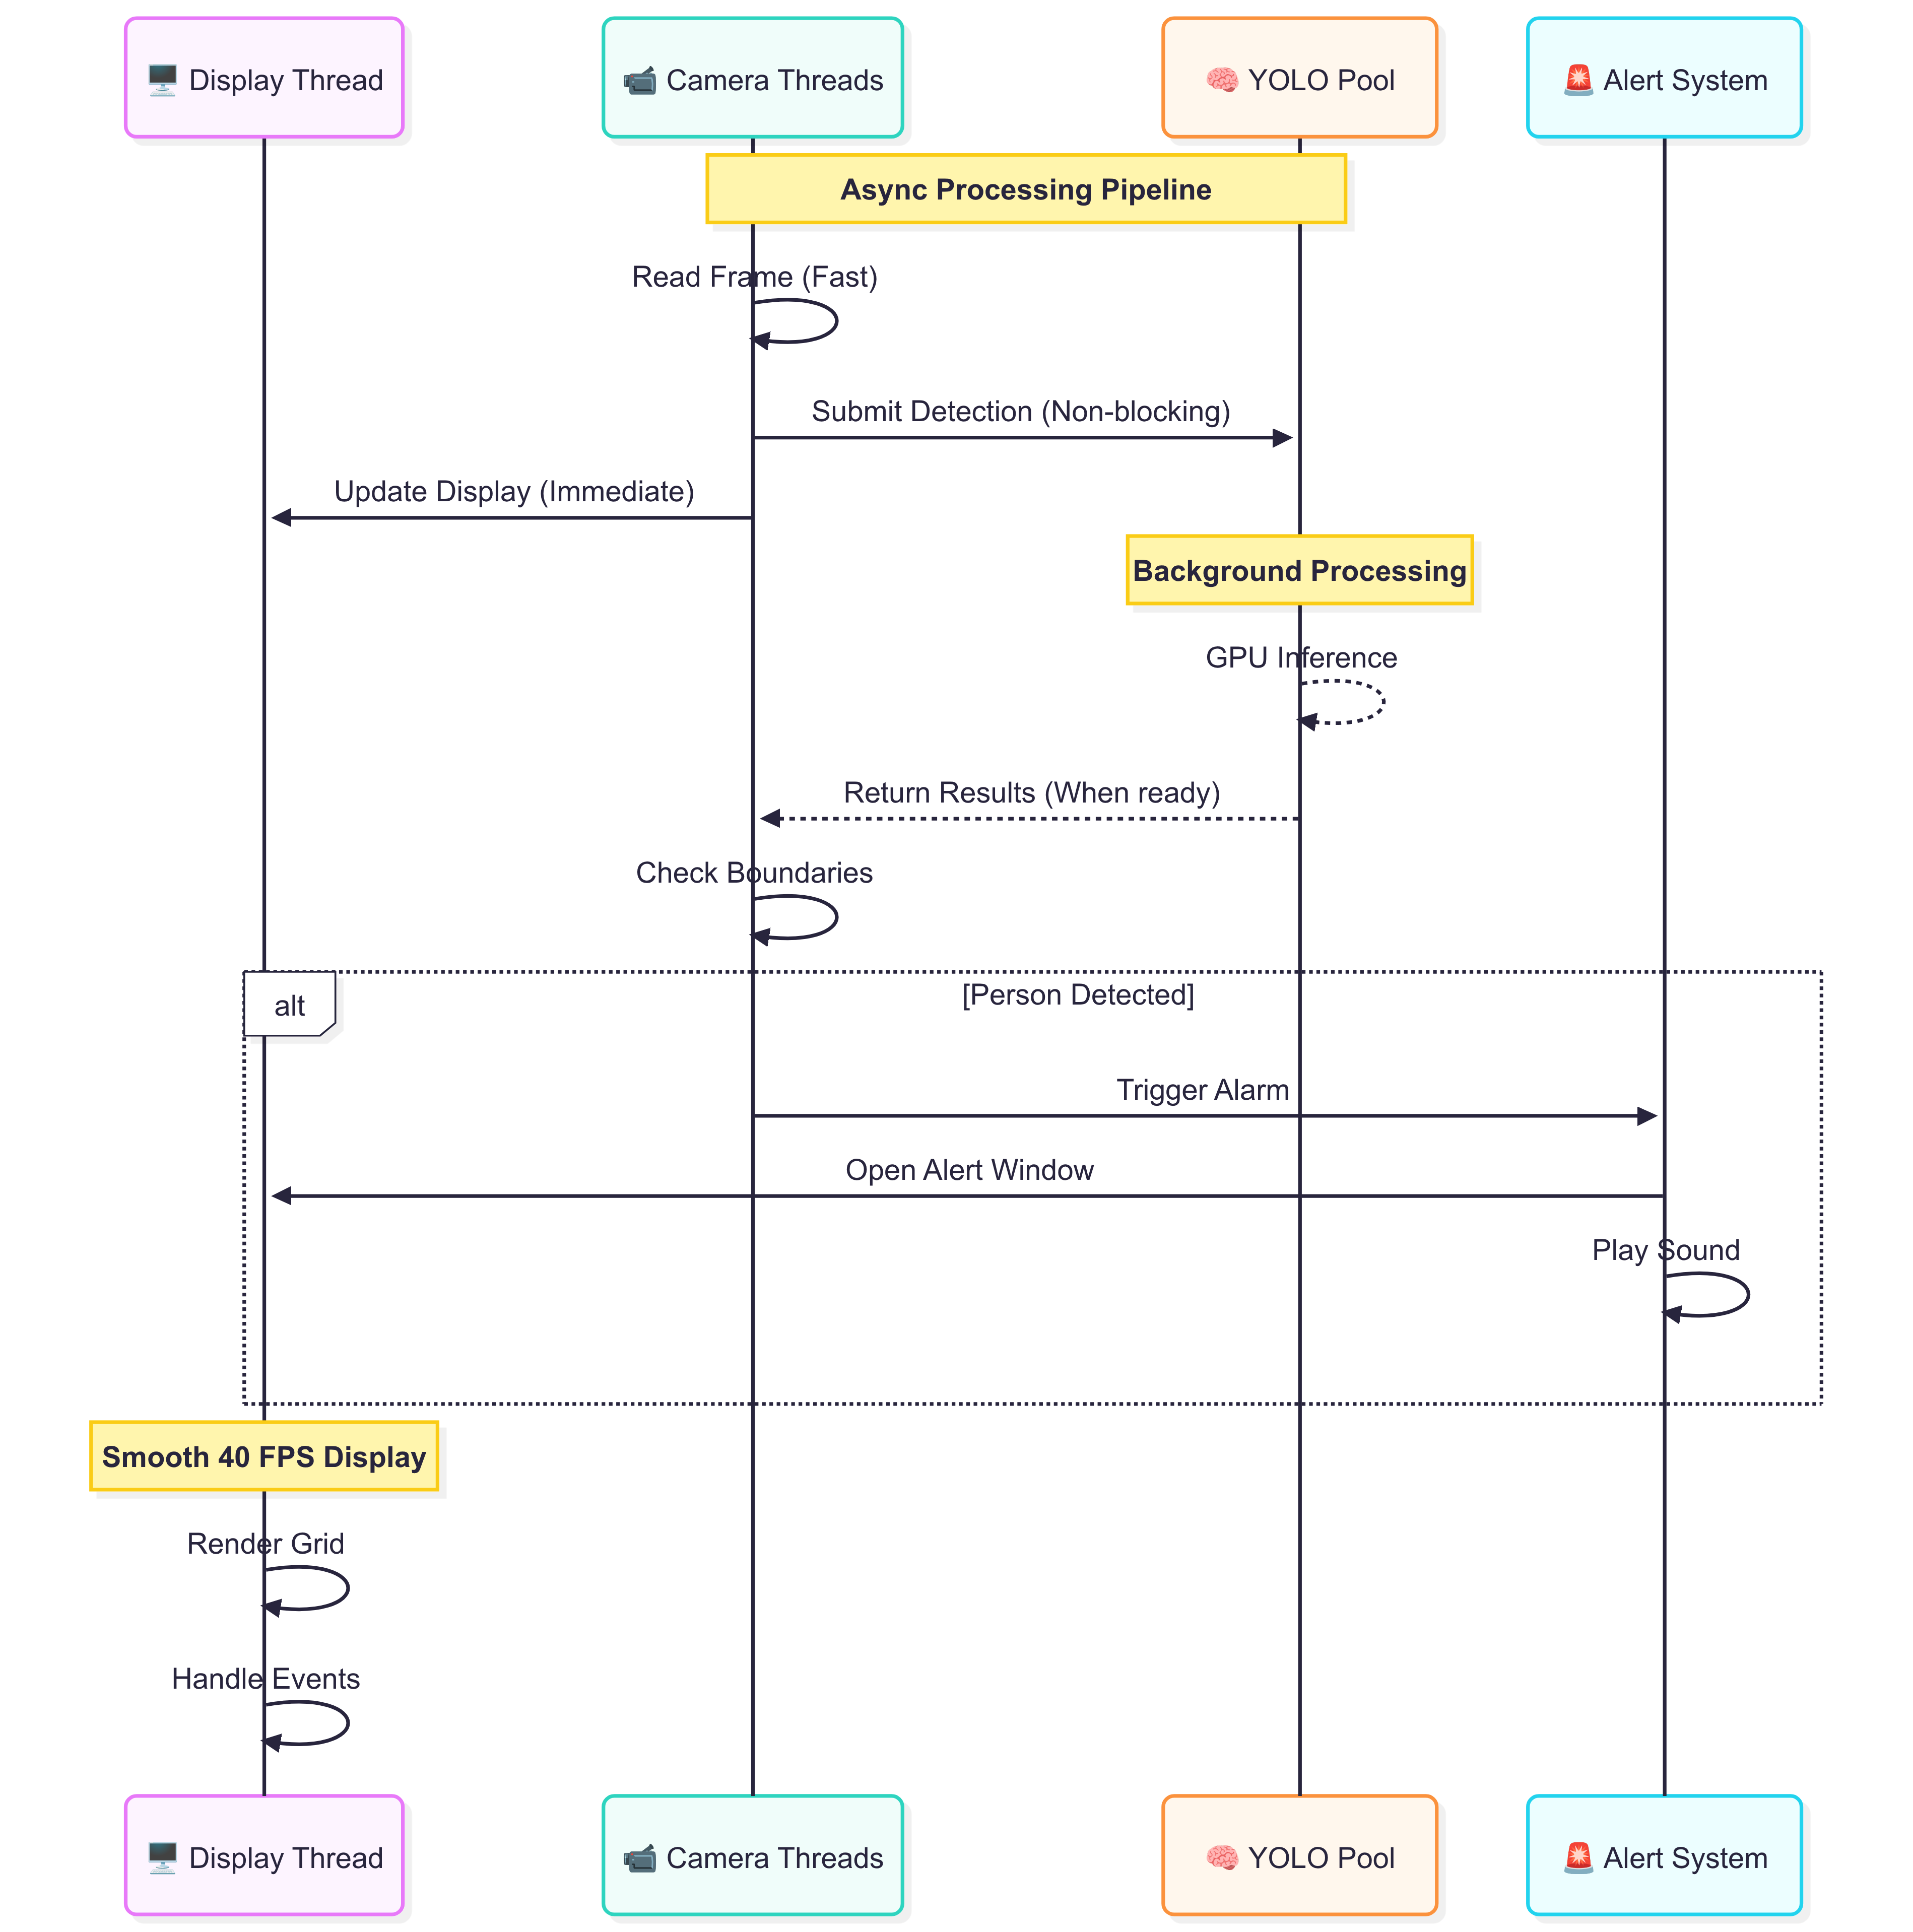 Display Thread
Camera Threads
YOLO Pool
Alert System
Async Processing Pipeline
Read Frame (Fast)
Submit Detection (Non-blocking)
Update Display (Immediate)
Background Processing
GPU Inference
Return Results (When ready)
Check Boundaries
alt
[Person Detected]
Trigger Alarm
Open Alert Window
Play Sound
Smooth 40 FPS Display
Render Grid
Handle Events
Display Thread
Camera Threads
YOLO Pool
Alert System